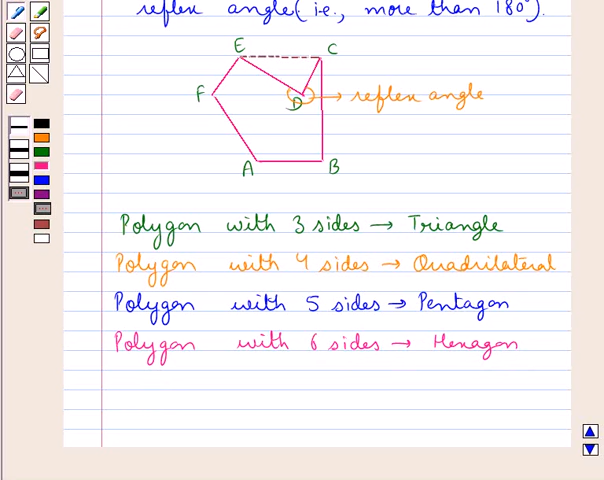 reflex angle( i.e., more than 180°).
E
C
F
D
→ reflex angle
A
B
Polygon with 3 sides → Triangle
Polygon with 4 sides → Quadrilateral
Polygon with 5 sides → Pentagon
Polygon with 6 sides → Hexagon